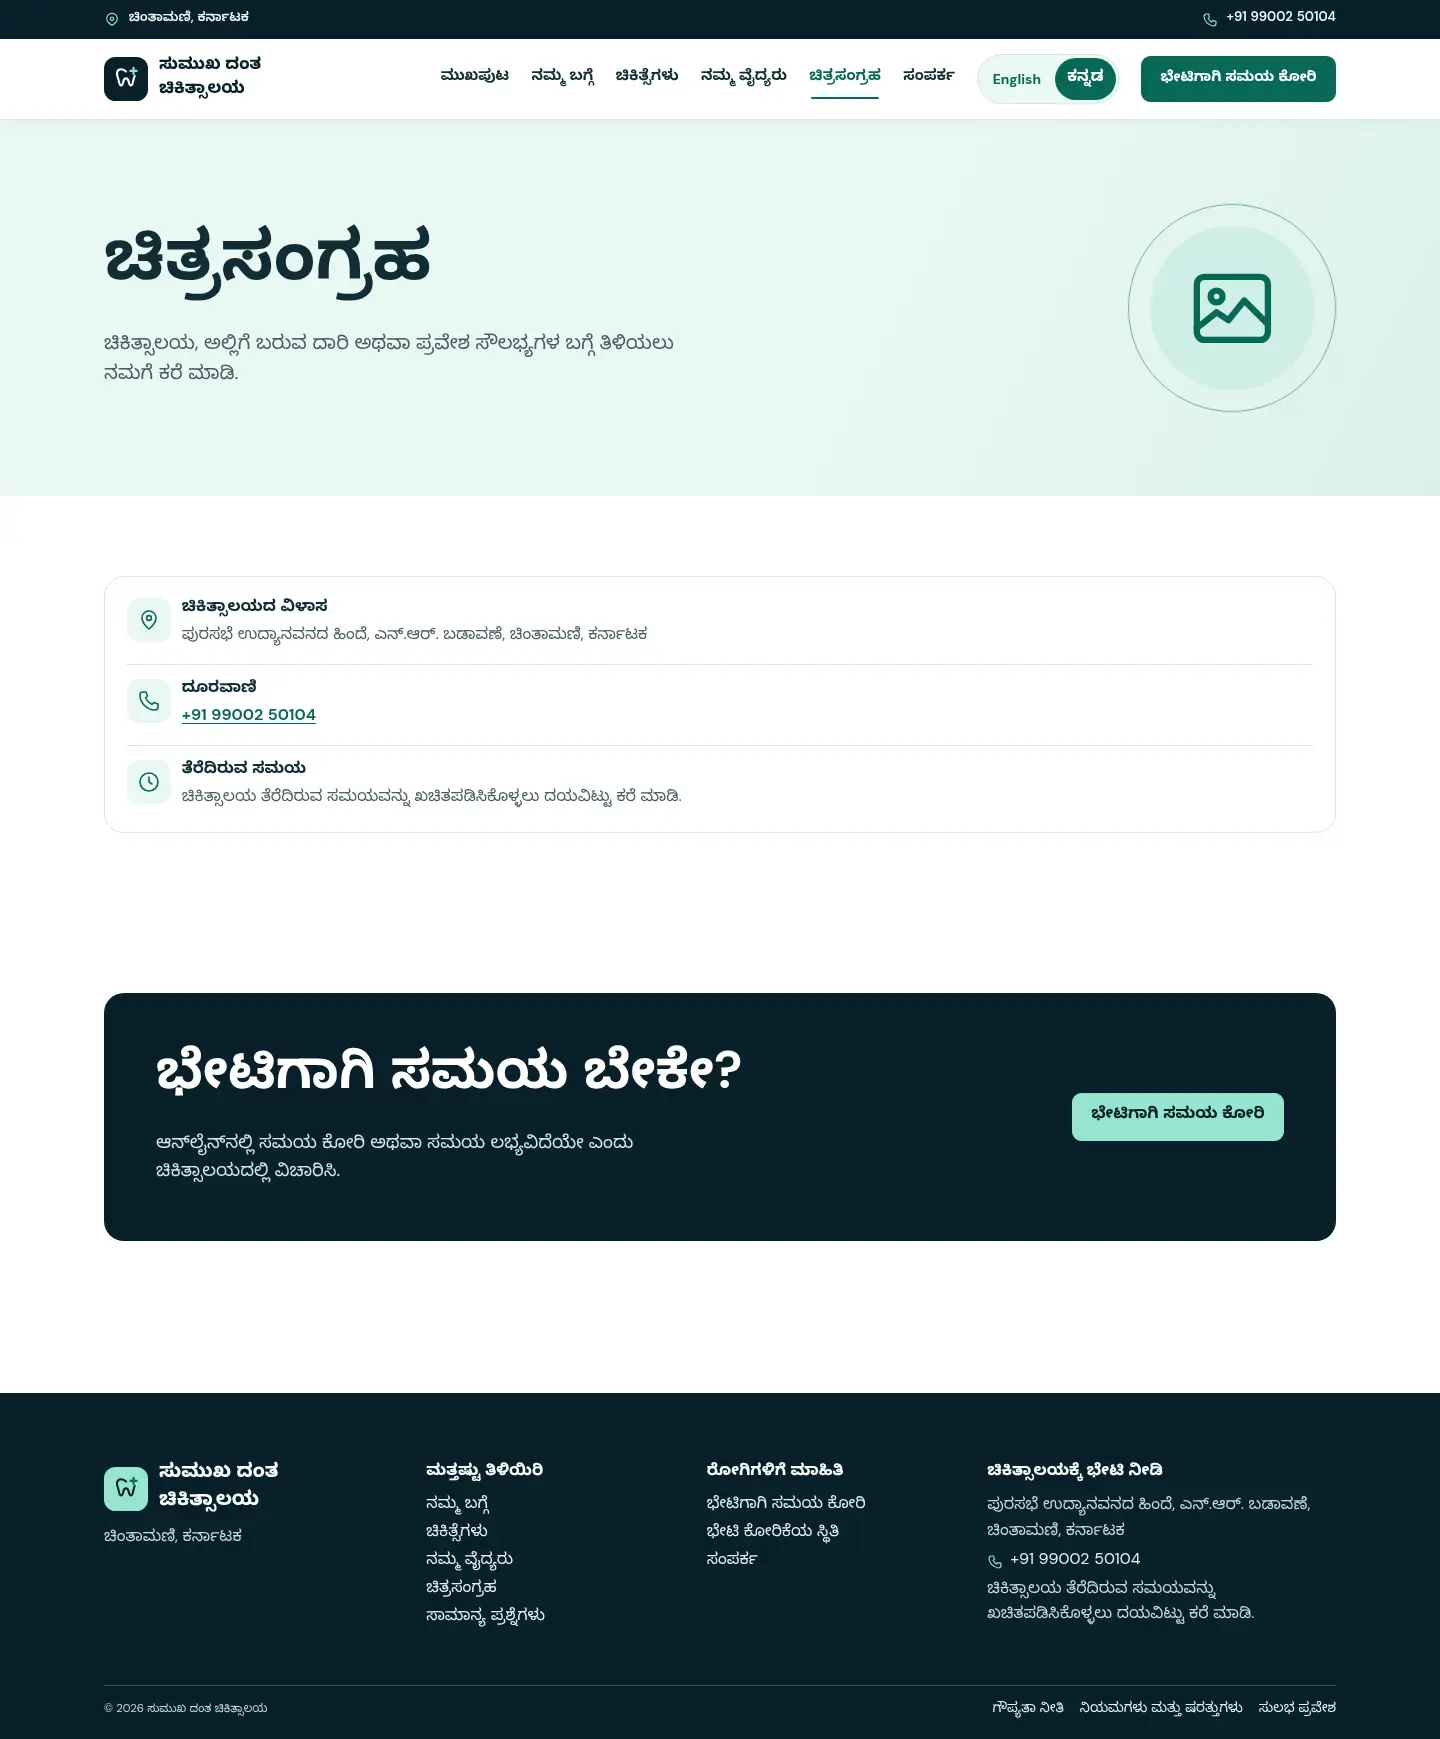 ಚಿಂತಾಮಣಿ, ಕರ್ನಾಟಕ
+91 99002 50104
ಸುಮುಖ ದಂತ
ಚಿಕಿತ್ಸಾಲಯ
ಮುಖಪುಟ
ನಮ್ಮ ಬಗ್ಗೆ
ಚಿಕಿತ್ಸೆಗಳು
ನಮ್ಮ ವೈದ್ಯರು
ಚಿತ್ರಸಂಗ್ರಹ
ಸಂಪರ್ಕ
English
ಕನ್ನಡ
ಭೇಟಿಗಾಗಿ ಸಮಯ ಕೋರಿ
ಚಿತ್ರಸಂಗ್ರಹ
ಚಿಕಿತ್ಸಾಲಯ, ಅಲ್ಲಿಗೆ ಬರುವ ದಾರಿ ಅಥವಾ ಪ್ರವೇಶ ಸೌಲಭ್ಯಗಳ ಬಗ್ಗೆ ತಿಳಿಯಲು
ನಮಗೆ ಕರೆ ಮಾಡಿ.
ಚಿಕಿತ್ಸಾಲಯದ ವಿಳಾಸ
ಪುರಸಭೆ ಉದ್ಯಾನವನದ ಹಿಂದೆ, ಎನ್.ಆರ್. ಬಡಾವಣೆ, ಚಿಂತಾಮಣಿ, ಕರ್ನಾಟಕ
ದೂರವಾಣಿ
+91 99002 50104
ತೆರೆದಿರುವ ಸಮಯ
ಚಿಕಿತ್ಸಾಲಯ ತೆರೆದಿರುವ ಸಮಯವನ್ನು ಖಚಿತಪಡಿಸಿಕೊಳ್ಳಲು ದಯವಿಟ್ಟು ಕರೆ ಮಾಡಿ.
ಭೇಟಿಗಾಗಿ ಸಮಯ ಬೇಕೇ?
ಆನ್‌ಲೈನ್‌ನಲ್ಲಿ ಸಮಯ ಕೋರಿ ಅಥವಾ ಸಮಯ ಲಭ್ಯವಿದೆಯೇ ಎಂದು
ಚಿಕಿತ್ಸಾಲಯದಲ್ಲಿ ವಿಚಾರಿಸಿ.
ಭೇಟಿಗಾಗಿ ಸಮಯ ಕೋರಿ
ಸುಮುಖ ದಂತ
ಚಿಕಿತ್ಸಾಲಯ
ಚಿಂತಾಮಣಿ, ಕರ್ನಾಟಕ
ಮತ್ತಷ್ಟು ತಿಳಿಯಿರಿ
ನಮ್ಮ ಬಗ್ಗೆ
ಚಿಕಿತ್ಸೆಗಳು
ನಮ್ಮ ವೈದ್ಯರು
ಚಿತ್ರಸಂಗ್ರಹ
ಸಾಮಾನ್ಯ ಪ್ರಶ್ನೆಗಳು
ರೋಗಿಗಳಿಗೆ ಮಾಹಿತಿ
ಭೇಟಿಗಾಗಿ ಸಮಯ ಕೋರಿ
ಭೇಟಿ ಕೋರಿಕೆಯ ಸ್ಥಿತಿ
ಸಂಪರ್ಕ
ಚಿಕಿತ್ಸಾಲಯಕ್ಕೆ ಭೇಟಿ ನೀಡಿ
ಪುರಸಭೆ ಉದ್ಯಾನವನದ ಹಿಂದೆ, ಎನ್.ಆರ್. ಬಡಾವಣೆ,
ಚಿಂತಾಮಣಿ, ಕರ್ನಾಟಕ
+91 99002 50104
ಚಿಕಿತ್ಸಾಲಯ ತೆರೆದಿರುವ ಸಮಯವನ್ನು
ಖಚಿತಪಡಿಸಿಕೊಳ್ಳಲು ದಯವಿಟ್ಟು ಕರೆ ಮಾಡಿ.
© 2026 ಸುಮುಖ ದಂತ ಚಿಕಿತ್ಸಾಲಯ
ಗೌಪ್ಯತಾ ನೀತಿ
ನಿಯಮಗಳು ಮತ್ತು ಷರತ್ತುಗಳು
ಸುಲಭ ಪ್ರವೇಶ